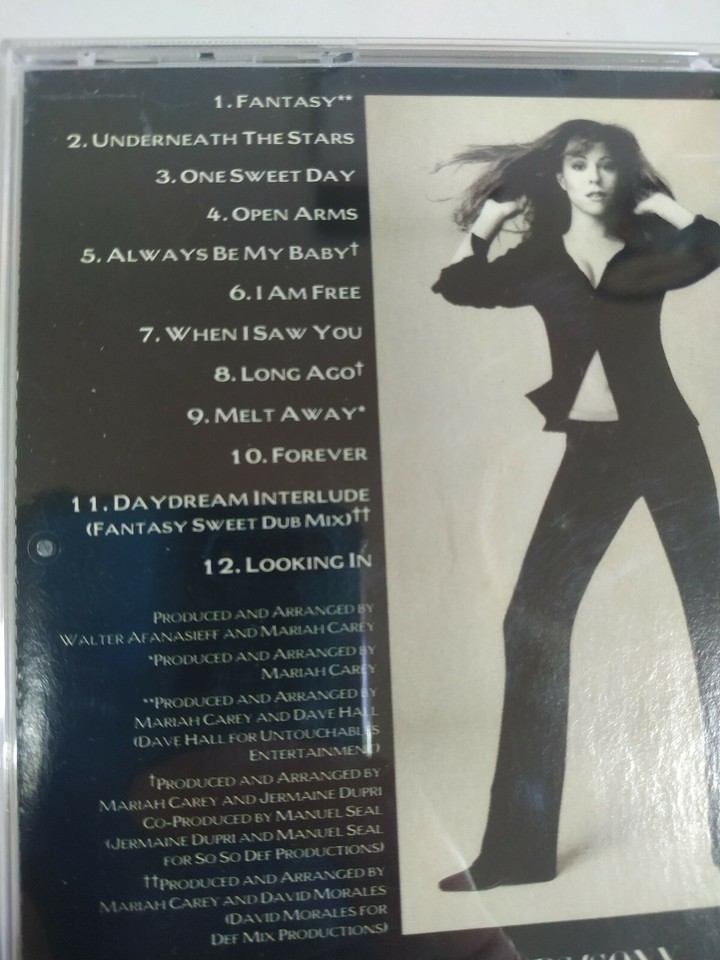 1. FANTASY**
2. UNDERNEATH THE STARS
3. ONE SWEET DAY
4. OPEN ARMS
5. ALWAYS BE MY BABY†
6. I AM FREE
7. WHEN I SAW YOU
8. LONG AGO†
9. MELT AWAY*
10. FOREVER
11. DAYDREAM INTERLUDE
(FANTASY SWEET DUB MIX)††
12. LOOKING IN
PRODUCED AND ARRANGED BY
WALTER AFANASIEFF AND MARIAH CAREY
*PRODUCED AND ARRANGED BY
MARIAH CAREY
**PRODUCED AND ARRANGED BY
MARIAH CAREY AND DAVE HALL
(DAVE HALL FOR UNTOUCHABLES
ENTERTAINMENT)
†PRODUCED AND ARRANGED BY
MARIAH CAREY AND JERMAINE DUPRI
CO-PRODUCED BY MANUEL SEAL
(JERMAINE DUPRI AND MANUEL SEAL
FOR SO SO DEF PRODUCTIONS)
††PRODUCED AND ARRANGED BY
MARIAH CAREY AND DAVID MORALES
(DAVID MORALES FOR
DEF MIX PRODUCTIONS)